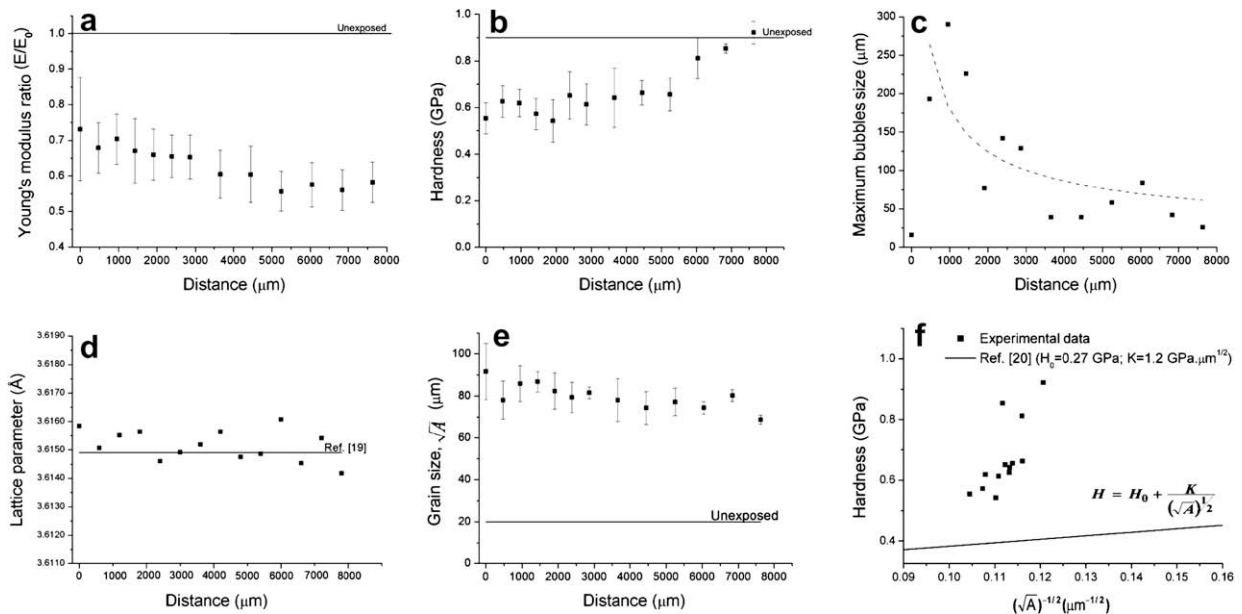 a
Young's modulus ratio (E/E₀)
1.0
0.9
0.8
0.7
0.6
0.5
0.4
Unexposed
0 1000 2000 3000 4000 5000 6000 7000 8000
Distance (μm)
b
Hardness (GPa)
1.0
0.8
0.6
0.4
0.2
0.0
Unexposed
0 1000 2000 3000 4000 5000 6000 7000 8000
Distance (μm)
c
Maximum bubbles size (μm)
300
250
200
150
100
50
0
0 1000 2000 3000 4000 5000 6000 7000 8000
Distance (μm)
d
Lattice parameter (Å)
3.6190
3.6180
3.6170
3.6160
3.6150
3.6140
3.6130
3.6120
3.6110
Ref. [19]
0 1000 2000 3000 4000 5000 6000 7000 8000
Distance (μm)
e
Grain size, √A (μm)
100
80
60
40
20
0
Unexposed
0 1000 2000 3000 4000 5000 6000 7000 8000
Distance (μm)
f
Experimental data
Ref. [20] (H₀=0.27 GPa; K=1.2 GPa.μm^1/2)
Hardness (GPa)
1.0
0.8
0.6
0.4
H = H₀ + K/(√A)^1/2
0.09 0.10 0.11 0.12 0.13 0.14 0.15 0.16
(√A)^-1/2 (μm^-1/2)